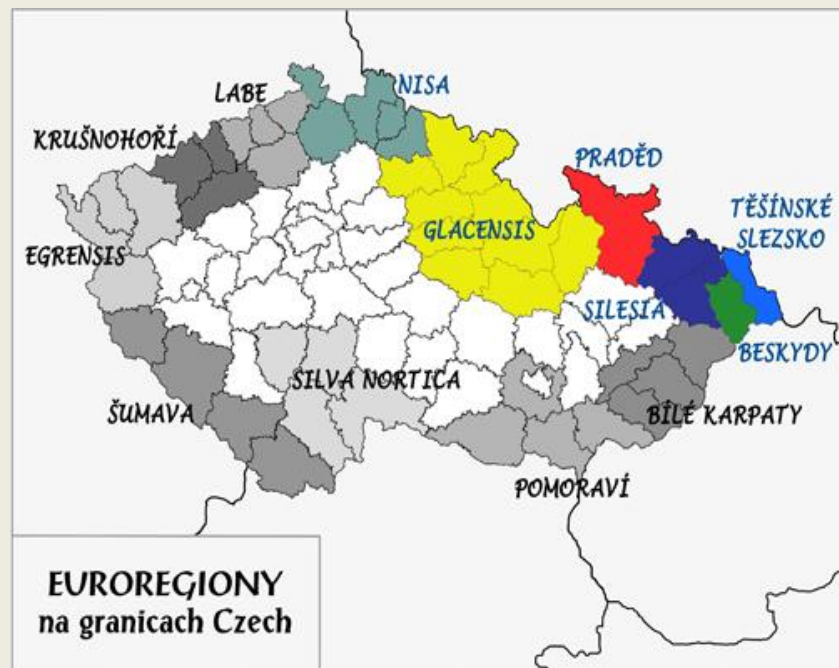 LABE
NISA
KRUŠNOHOŘÍ
PRADĚD
TĚŠÍNSKÉ
SLEZSKO
EGRENSIS
GLACENSIS
SILESIA
BESKYDY
SILVA NORTICA
ŠUMAVA
BÍLÉ KARPATY
POMORAVÍ
EUROREGIONY
na granicach Czech